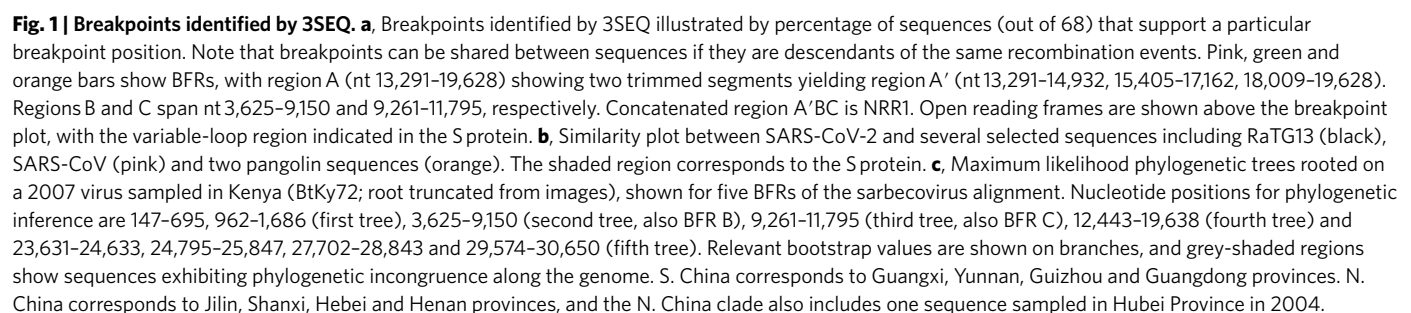 Fig. 1 | Breakpoints identified by 3SEQ. a, Breakpoints identified by 3SEQ illustrated by percentage of sequences (out of 68) that support a particular
breakpoint position. Note that breakpoints can be shared between sequences if they are descendants of the same recombination events. Pink, green and
orange bars show BFRs, with region A (nt 13,291–19,628) showing two trimmed segments yielding region A′ (nt 13,291–14,932, 15,405–17,162, 18,009–19,628).
Regions B and C span nt 3,625–9,150 and 9,261–11,795, respectively. Concatenated region A′BC is NRR1. Open reading frames are shown above the breakpoint
plot, with the variable-loop region indicated in the S protein. b, Similarity plot between SARS-CoV-2 and several selected sequences including RaTG13 (black),
SARS-CoV (pink) and two pangolin sequences (orange). The shaded region corresponds to the S protein. c, Maximum likelihood phylogenetic trees rooted on
a 2007 virus sampled in Kenya (BtKy72; root truncated from images), shown for five BFRs of the sarbecovirus alignment. Nucleotide positions for phylogenetic
inference are 147–695, 962–1,686 (first tree), 3,625–9,150 (second tree, also BFR B), 9,261–11,795 (third tree, also BFR C), 12,443–19,638 (fourth tree) and
23,631–24,633, 24,795–25,847, 27,702–28,843 and 29,574–30,650 (fifth tree). Relevant bootstrap values are shown on branches, and grey-shaded regions
show sequences exhibiting phylogenetic incongruence along the genome. S. China corresponds to Guangxi, Yunnan, Guizhou and Guangdong provinces. N.
China corresponds to Jilin, Shanxi, Hebei and Henan provinces, and the N. China clade also includes one sequence sampled in Hubei Province in 2004.